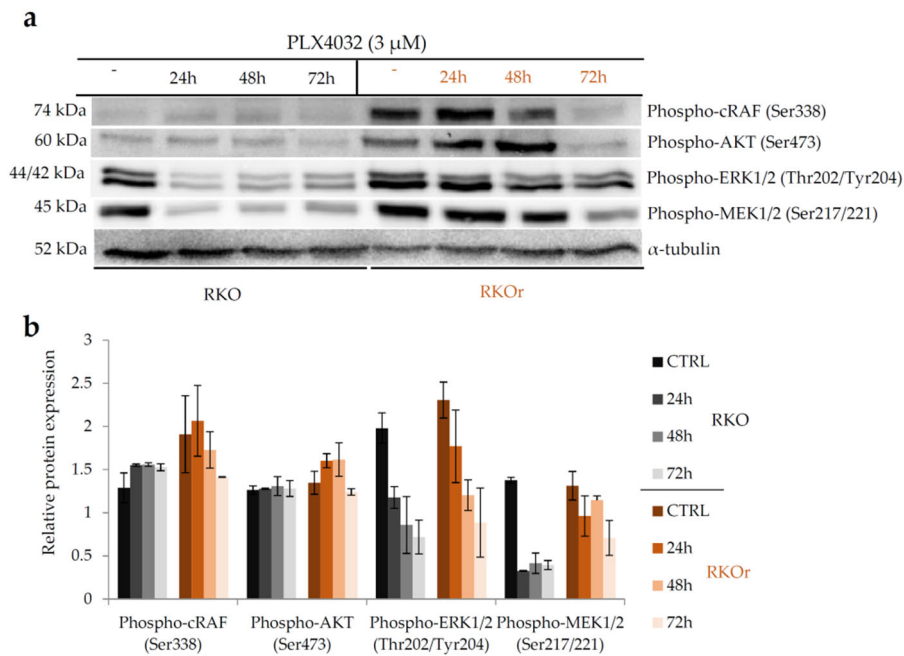 a
PLX4032 (3 μM)
- 24h 48h 72h - 24h 48h 72h
74 kDa Phospho-cRAF (Ser338)
60 kDa Phospho-AKT (Ser473)
44/42 kDa Phospho-ERK1/2 (Thr202/Tyr204)
45 kDa Phospho-MEK1/2 (Ser217/221)
52 kDa α-tubulin
RKO RKOr
b
Relative protein expression
3
2.5
2
1.5
1
0.5
0
Phospho-cRAF Phospho-AKT Phospho-ERK1/2 Phospho-MEK1/2
(Ser338) (Ser473) (Thr202/Tyr204) (Ser217/221)
CTRL
24h
RKO
48h
72h
CTRL
24h
RKOr
48h
72h